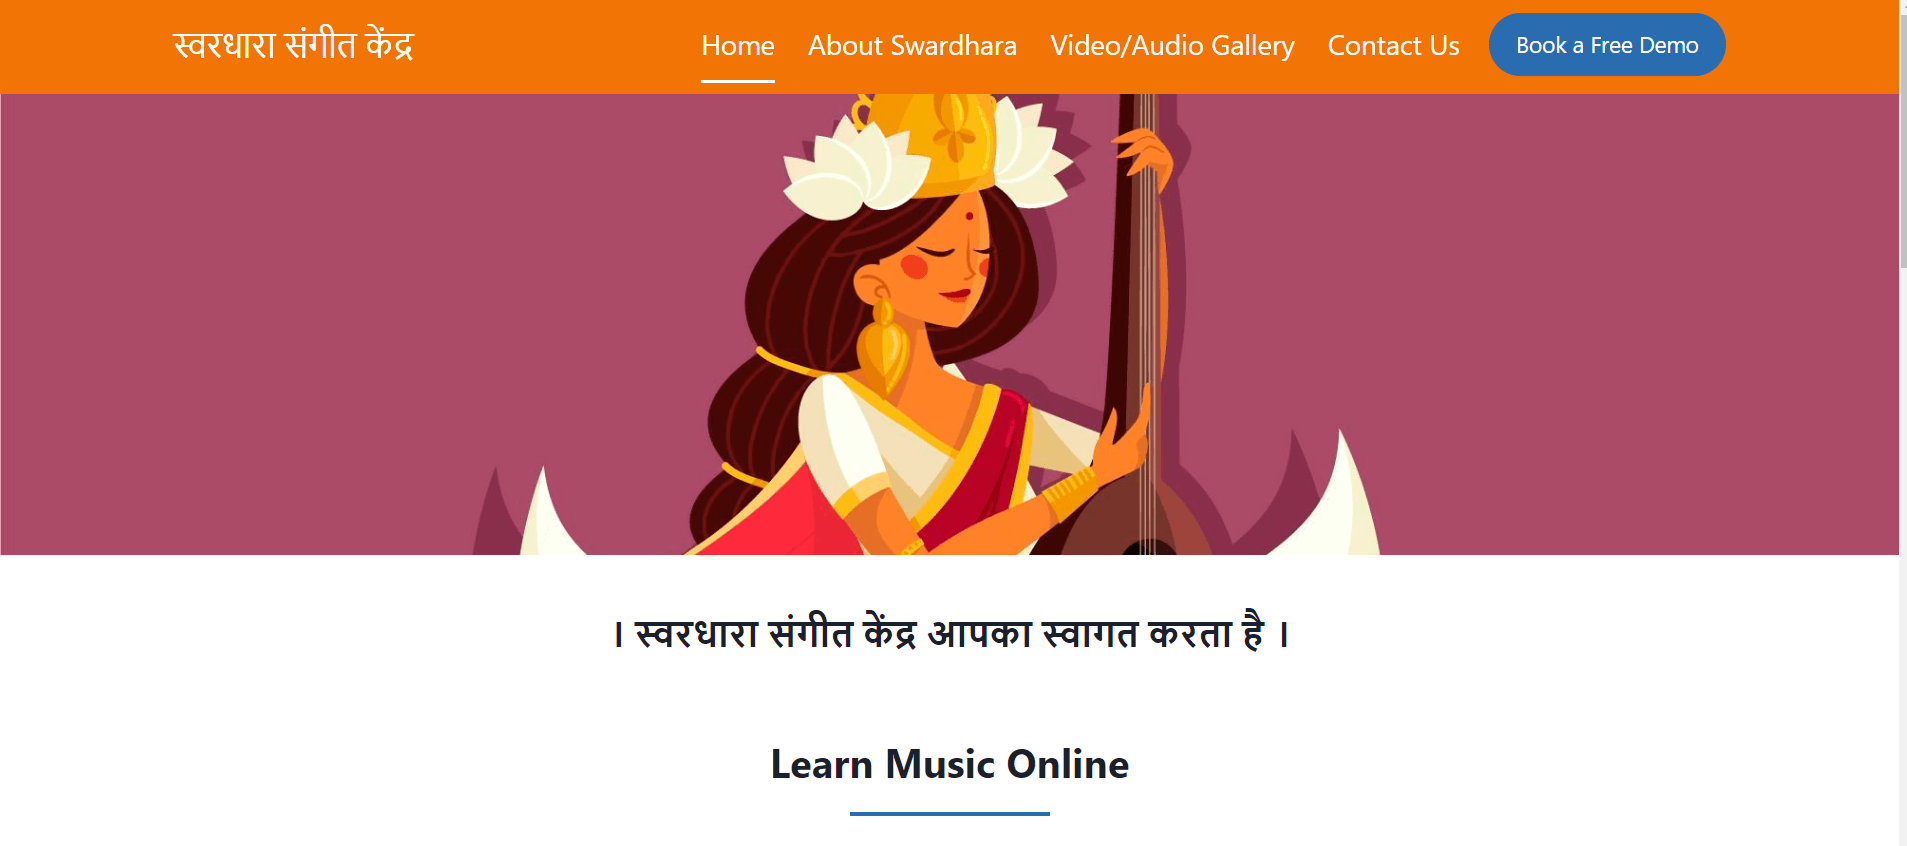 स्वरधारा संगीत केंद्र
Home About Swardhara Video/Audio Gallery Contact Us Book a Free Demo
। स्वरधारा संगीत केंद्र आपका स्वागत करता है ।
Learn Music Online